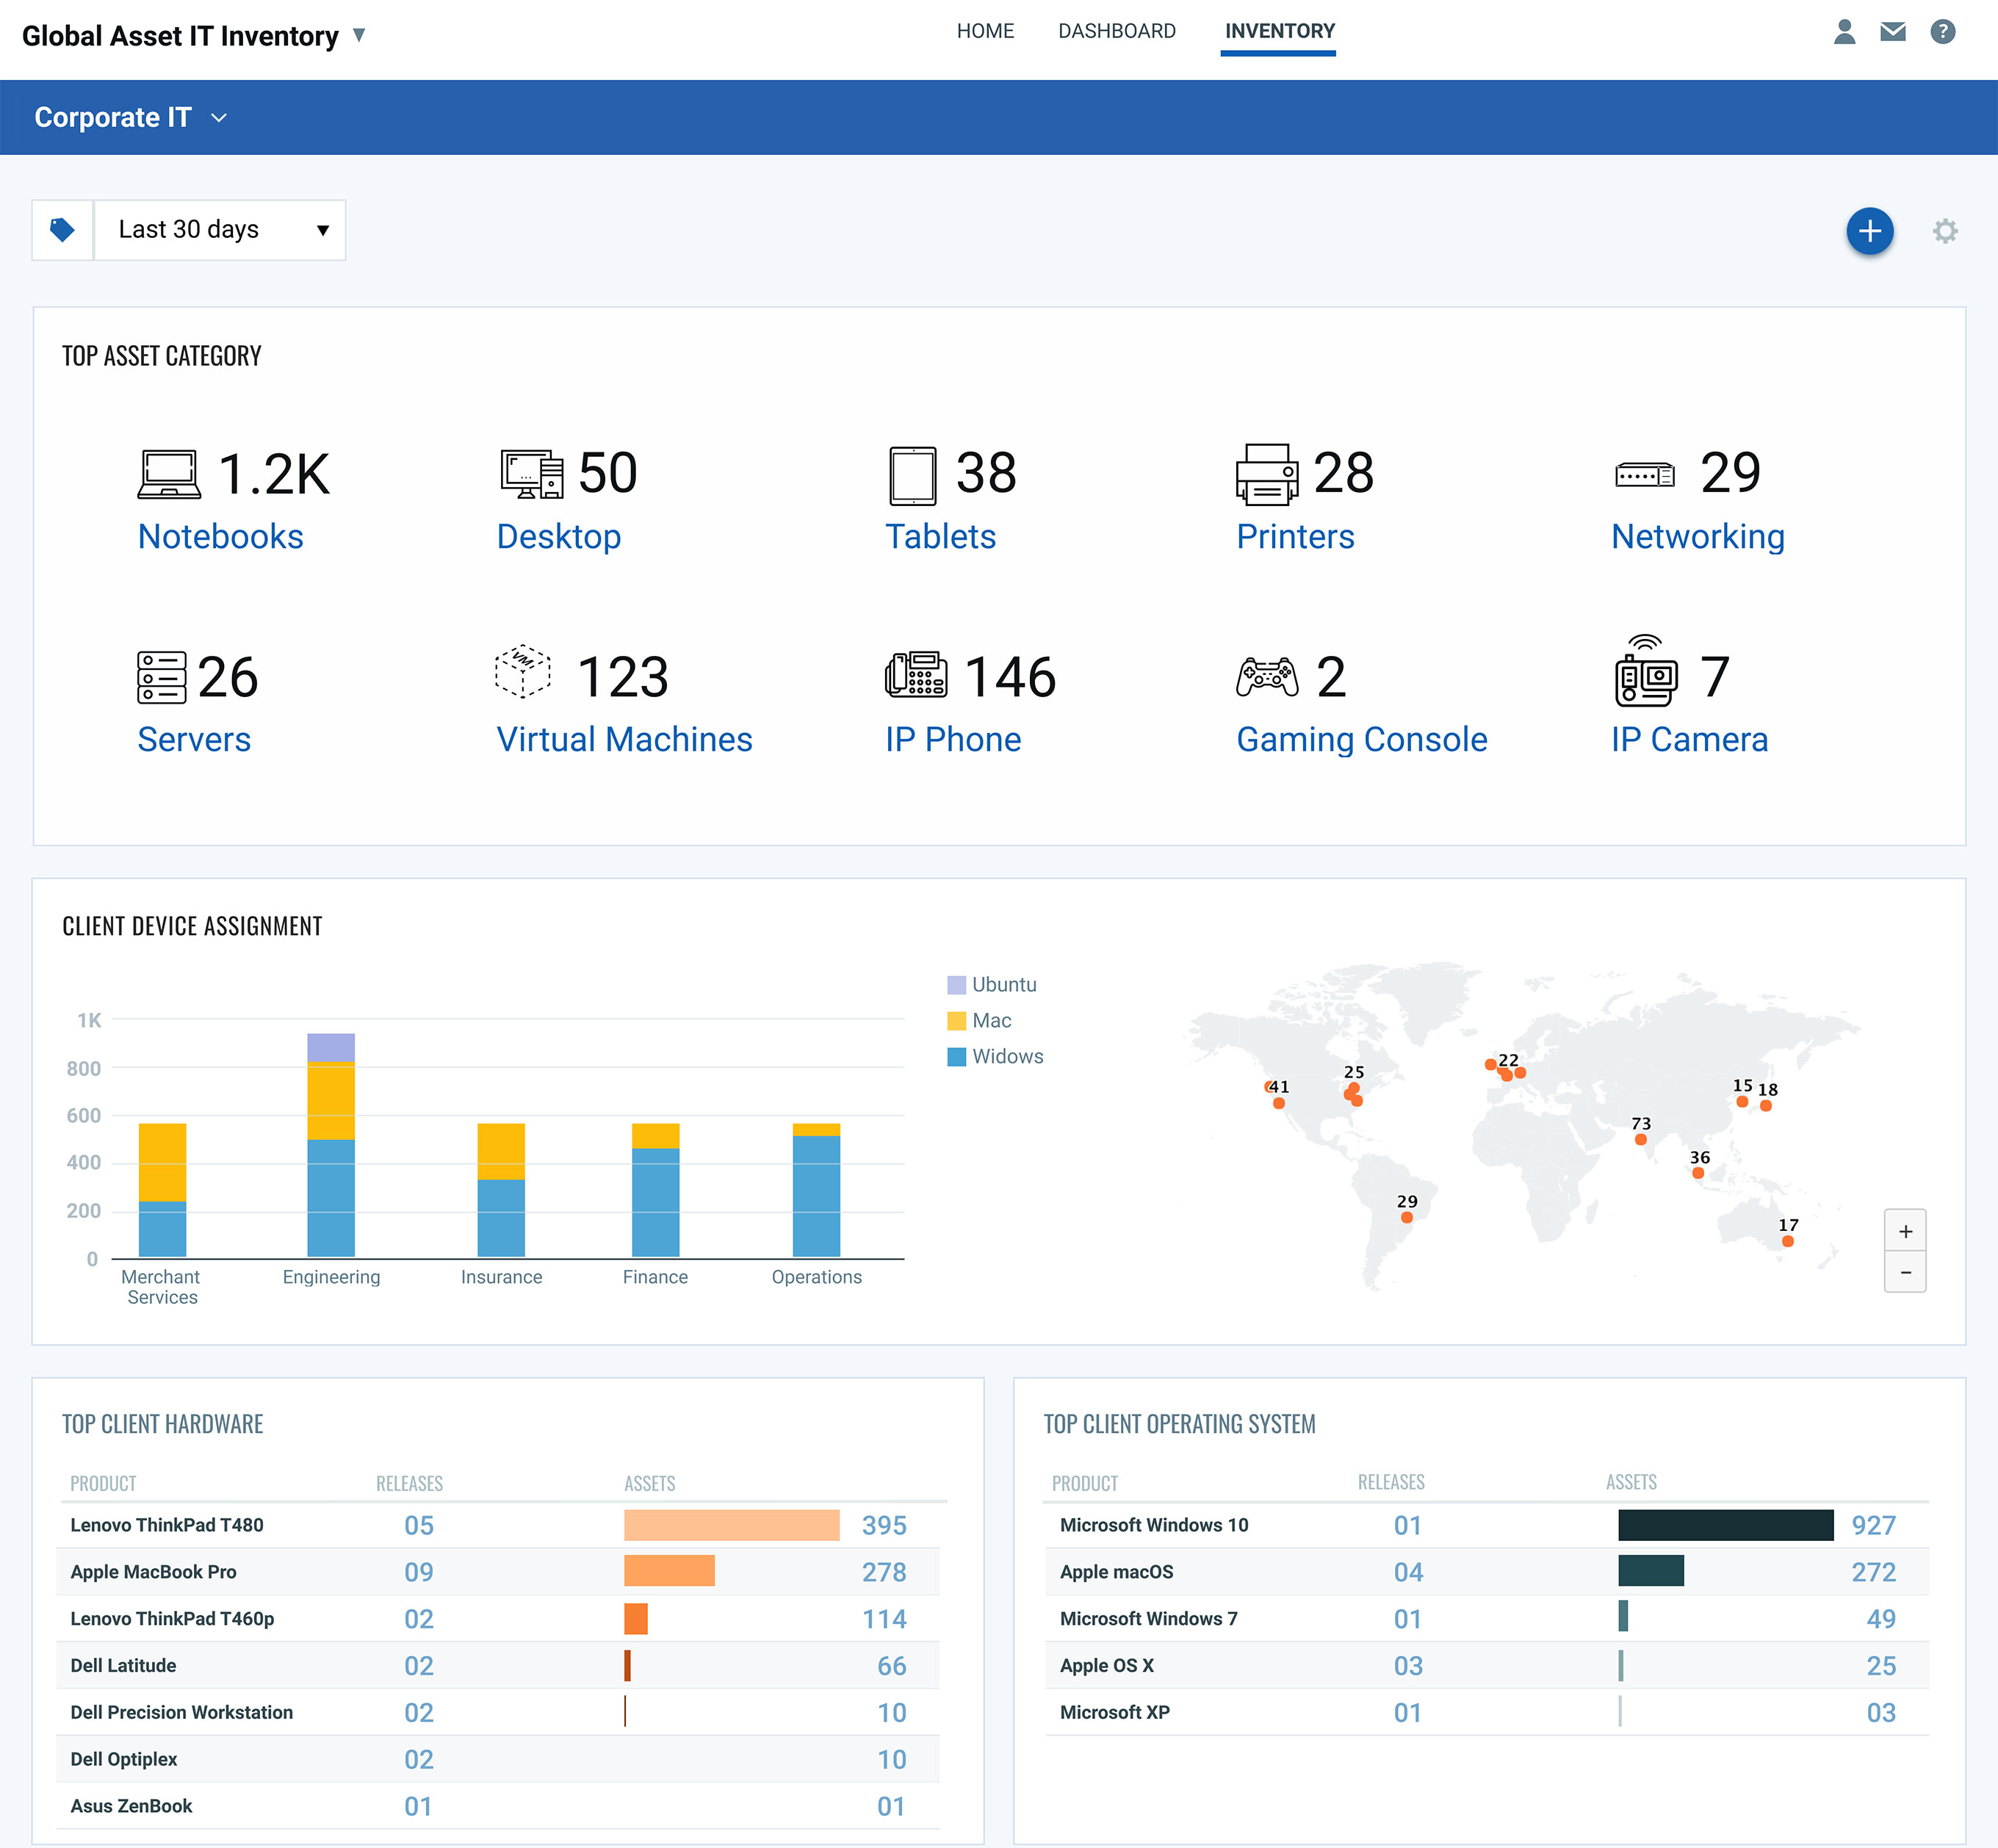 Global Asset IT Inventory
HOME DASHBOARD INVENTORY
?
Corporate IT
Last 30 days
TOP ASSET CATEGORY
1.2K 50 38 28 29
Notebooks Desktop Tablets Printers Networking
VM
26 123 146 2 7
Servers Virtual Machines IP Phone Gaming Console IP Camera
CLIENT DEVICE ASSIGNMENT
Ubuntu
Mac
Widows
1K
800
600
400
200
0
Merchant Services
Engineering
Insurance
Finance
Operations
41
25
22
15
18
73
36
29
17
+
−
TOP CLIENT HARDWARE
PRODUCT RELEASES ASSETS
Lenovo ThinkPad T480 05 395
Apple MacBook Pro 09 278
Lenovo ThinkPad T460p 02 114
Dell Latitude 02 66
Dell Precision Workstation 02 10
Dell Optiplex 02 10
Asus ZenBook 01 01
TOP CLIENT OPERATING SYSTEM
PRODUCT RELEASES ASSETS
Microsoft Windows 10 01 927
Apple macOS 04 272
Microsoft Windows 7 01 49
Apple OS X 03 25
Microsoft XP 01 03